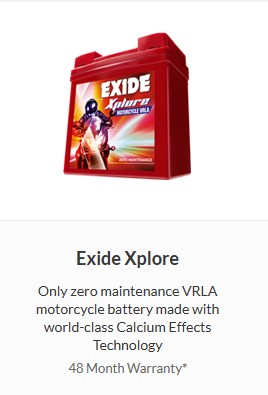 EXIDE
Xplore
MOTORCYCLE VRLA
ZERO MAINTENANCE
Exide Xplore
Only zero maintenance VRLA
motorcycle battery made with
world-class Calcium Effects
Technology
48 Month Warranty*